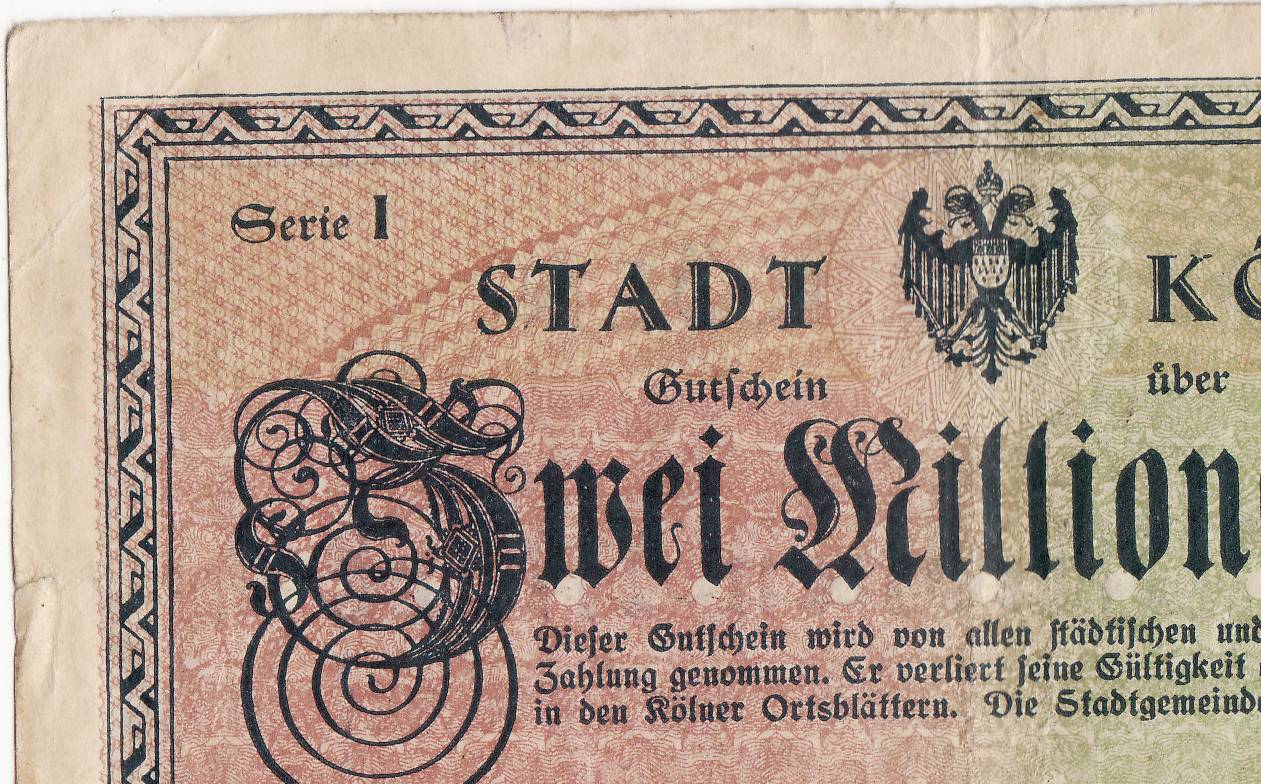 Serie I
STADT KÖ
Gutschein über
Zwei Million
Dieser Gutschein wird von allen städtischen und
Zahlung genommen. Er verliert seine Gültigkeit
in den Kölner Ortsblättern. Die Stadtgemeinde